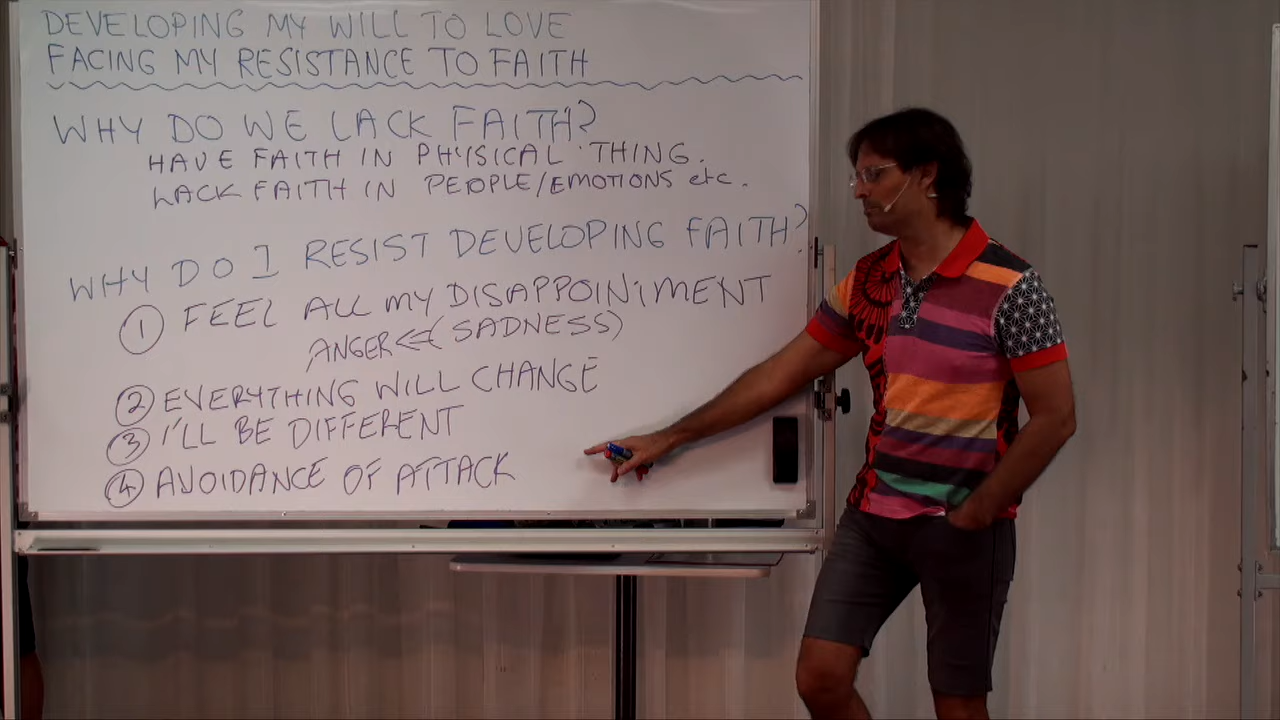 DEVELOPING MY WILL TO LOVE
FACING MY RESISTANCE TO FAITH
WHY DO WE LACK FAITH?
HAVE FAITH IN PHYSICAL THING.
LACK FAITH IN PEOPLE/EMOTIONS etc.
WHY DO I RESIST DEVELOPING FAITH?
1 FEEL ALL MY DISAPPOINTMENT
ANGER <= (SADNESS)
2 EVERYTHING WILL CHANGE
3 I'LL BE DIFFERENT
4 AVOIDANCE OF ATTACK